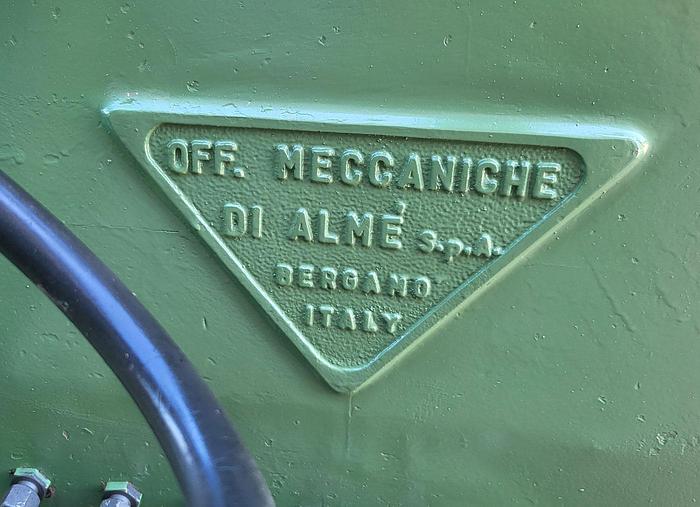 OFF. MECCANICHE
DI ALMÉ S.p.A.
BERGAMO
ITALY